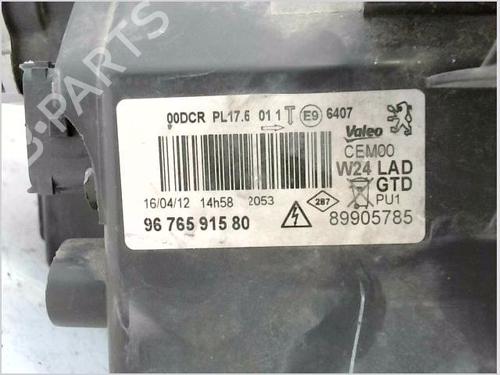 B-PARTS
00DCR PL17.5 01 1 T E9 6407
Valeo
CEM00
W24 LAD
GTD
PU1
16/04/12 14h58 2053
287
96 765 915 80
89905785